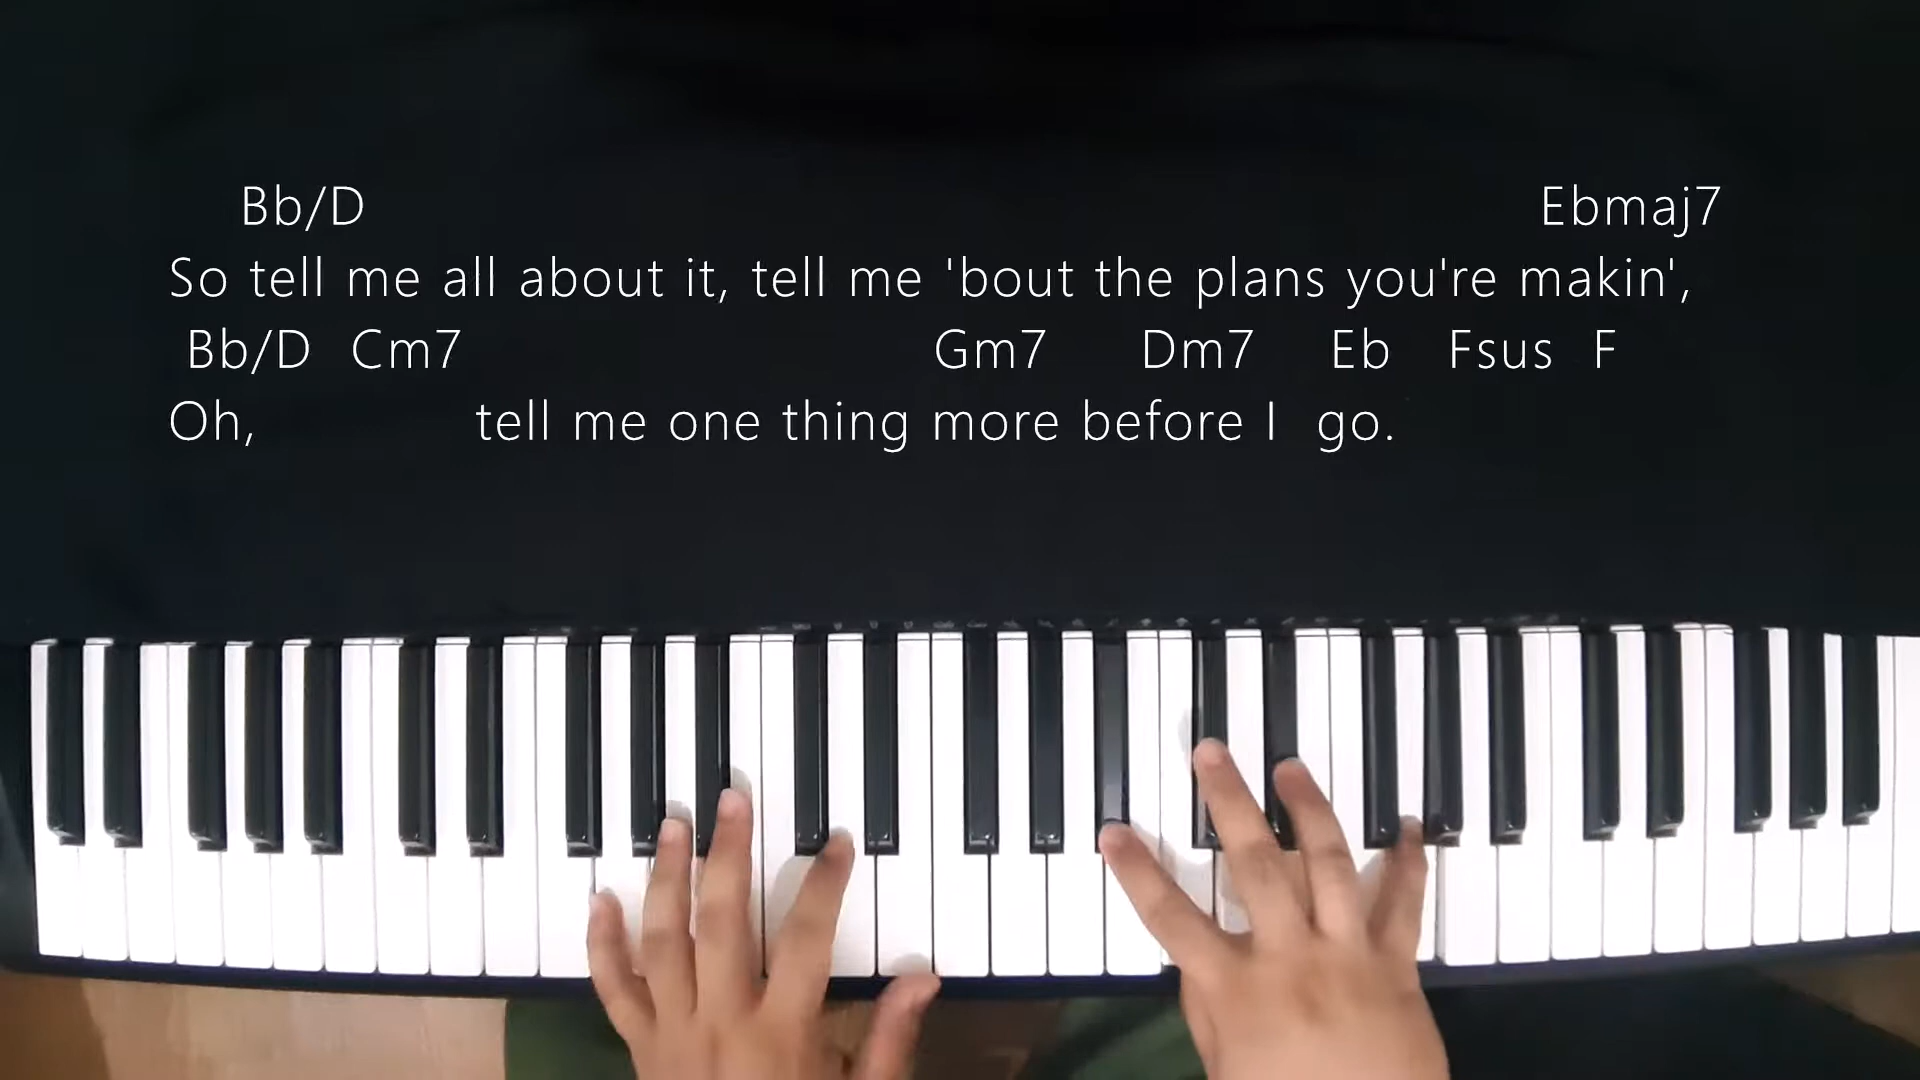 Bb/D Ebmaj7
So tell me all about it, tell me 'bout the plans you're makin',
Bb/D Cm7 Gm7 Dm7 Eb Fsus F
Oh, tell me one thing more before I go.